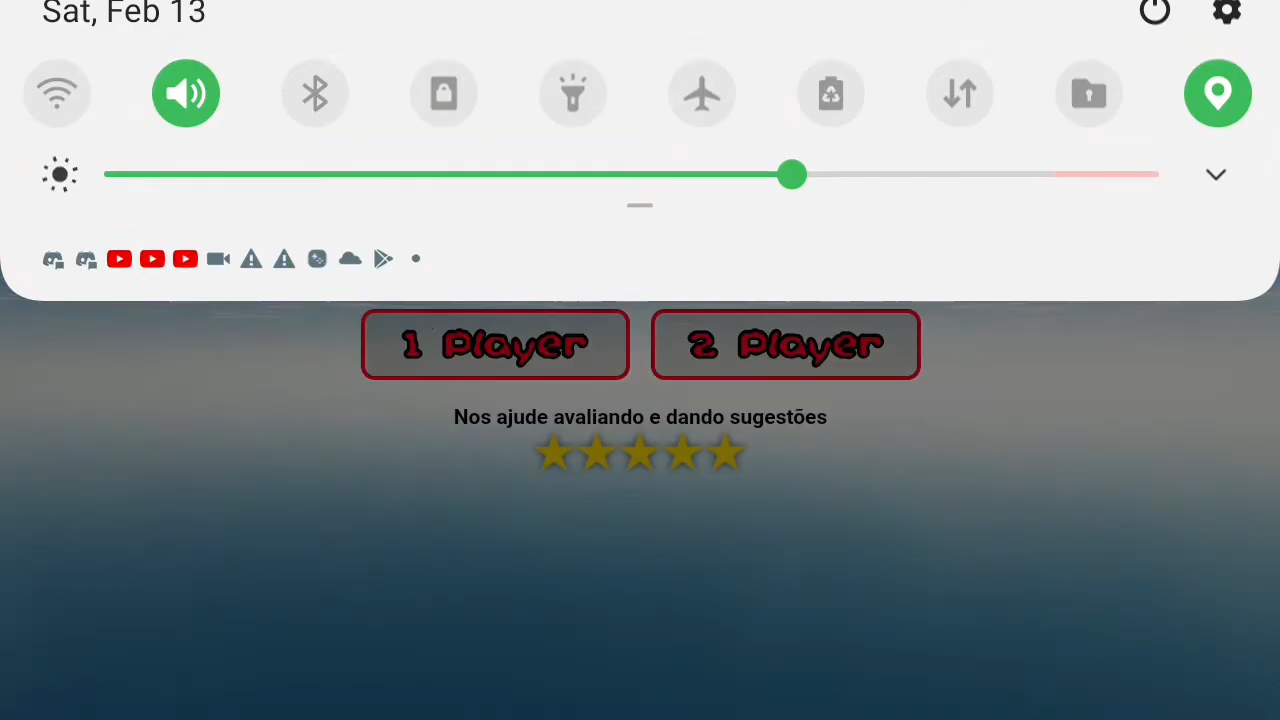 Sat, Feb 13
1 Player
2 Player
Nos ajude avaliando e dando sugestões